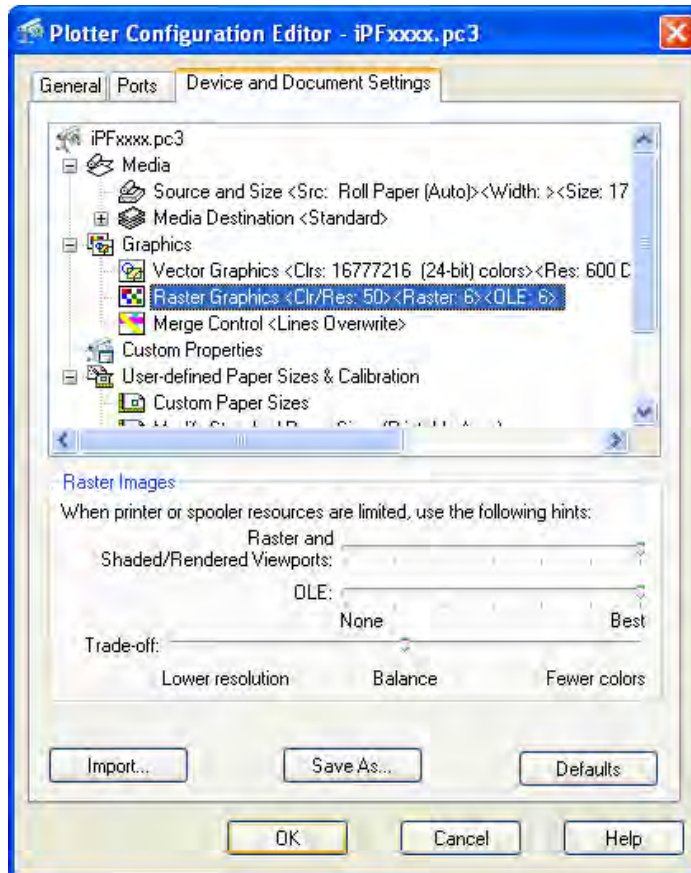 Plotter Configuration Editor - iPFxxxx.pc3
General Ports Device and Document Settings
iPFxxxx.pc3
Media
Source and Size <Src: Roll Paper (Auto)><Width: ><Size: 17
Media Destination <Standard>
Graphics
Vector Graphics <Clrs: 16777216 (24-bit) colors><Res: 600 D
Raster Graphics <Clr/Res: 50><Raster: 6><OLE: 6>
Merge Control <Lines Overwrite>
Custom Properties
User-defined Paper Sizes & Calibration
Custom Paper Sizes
Raster Images
When printer or spooler resources are limited, use the following hints:
Raster and
Shaded/Rendered Viewports:
OLE:
None Best
Trade-off:
Lower resolution Balance Fewer colors
Import... Save As... Defaults
OK Cancel Help